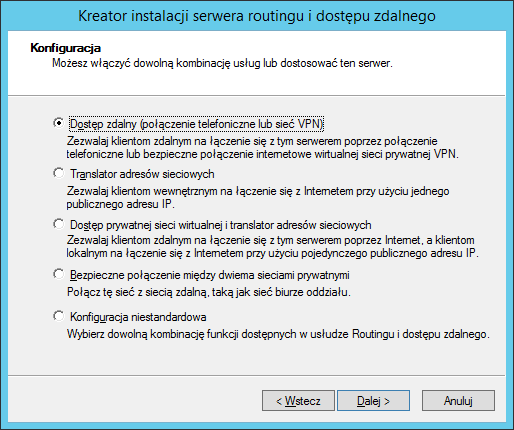 Kreator instalacji serwera routingu i dostępu zdalnego
Konfiguracja
Możesz włączyć dowolną kombinację usług lub dostosować ten serwer.
Dostęp zdalny (połączenie telefoniczne lub sieć VPN)
Zezwalaj klientom zdalnym na łączenie się z tym serwerem poprzez połączenie
telefoniczne lub bezpieczne połączenie internetowe wirtualnej sieci prywatnej VPN.
Translator adresów sieciowych
Zezwalaj klientom wewnętrznym na łączenie się z Internetem przy użyciu jednego
publicznego adresu IP.
Dostęp prywatnej sieci wirtualnej i translator adresów sieciowych
Zezwalaj klientom zdalnym na łączenie się z tym serwerem poprzez Internet, a klientom
lokalnym na łączenie się z Internetem przy użyciu pojedynczego publicznego adresu IP.
Bezpieczne połączenie między dwiema sieciami prywatnymi
Połącz tę sieć z siecią zdalną, taką jak sieć biurze oddziału.
Konfiguracja niestandardowa
Wybierz dowolną kombinację funkcji dostępnych w usłudze Routingu i dostępu zdalnego.
< Wstecz Dalej > Anuluj